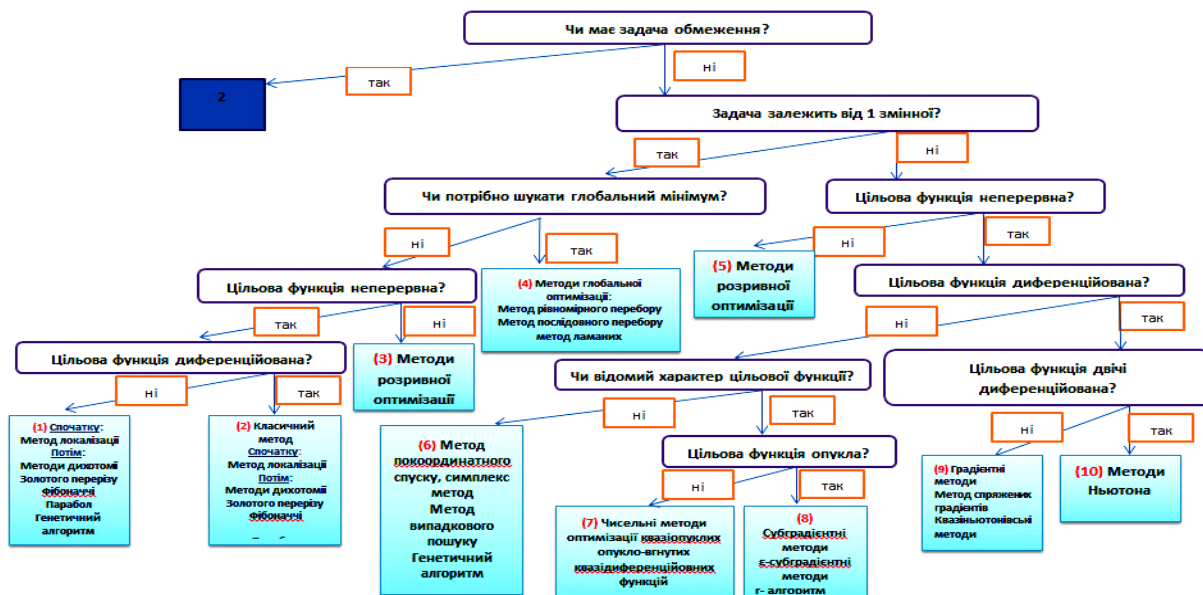 Чи має задача обмеження?
так
ні
2
Задача залежить від 1 змінної?
так
ні
Чи потрібно шукати глобальний мінімум?
Цільова функція неперервна?
ні
так
ні
так
Цільова функція неперервна?
(4) Методи глобальної
оптимізації:
Метод рівномірного перебору
Метод послідовного перебору
метод ламаних
(5) Методи
розривної
оптимізації
Цільова функція диференційована?
так
ні
ні
так
Цільова функція диференційована?
(3) Методи
розривної
оптимізації
Чи відомий характер цільової функції?
Цільова функція двічі
диференційована?
ні
так
ні
так
ні
так
(1) Спочатку:
Метод локалізації
Потім:
Методи дихотомії
Золотого перерізу
Фібоначчі
Парабол
Генетичний
алгоритм
(2) Класичний
метод
Спочатку:
Метод локалізації
Потім:
Методи дихотомії
Золотого перерізу
Фібоначчі
(6) Метод
покоординатного
спуску, симплекс
метод
Метод
випадкового
пошуку
Генетичний
алгоритм
Цільова функція опукла?
ні
так
(7) Чисельні методи
оптимізації квазіопуклих
опукло-вгнутих
квазідиференційовних
функцій
(8)
Субградієнтні
методи
ε-субградієнтні
методи
r- алгоритм
(9) Градієнтні
методи
Метод спряжених
градієнтів
Квазіньютонівські
методи
(10) Методи
Ньютона